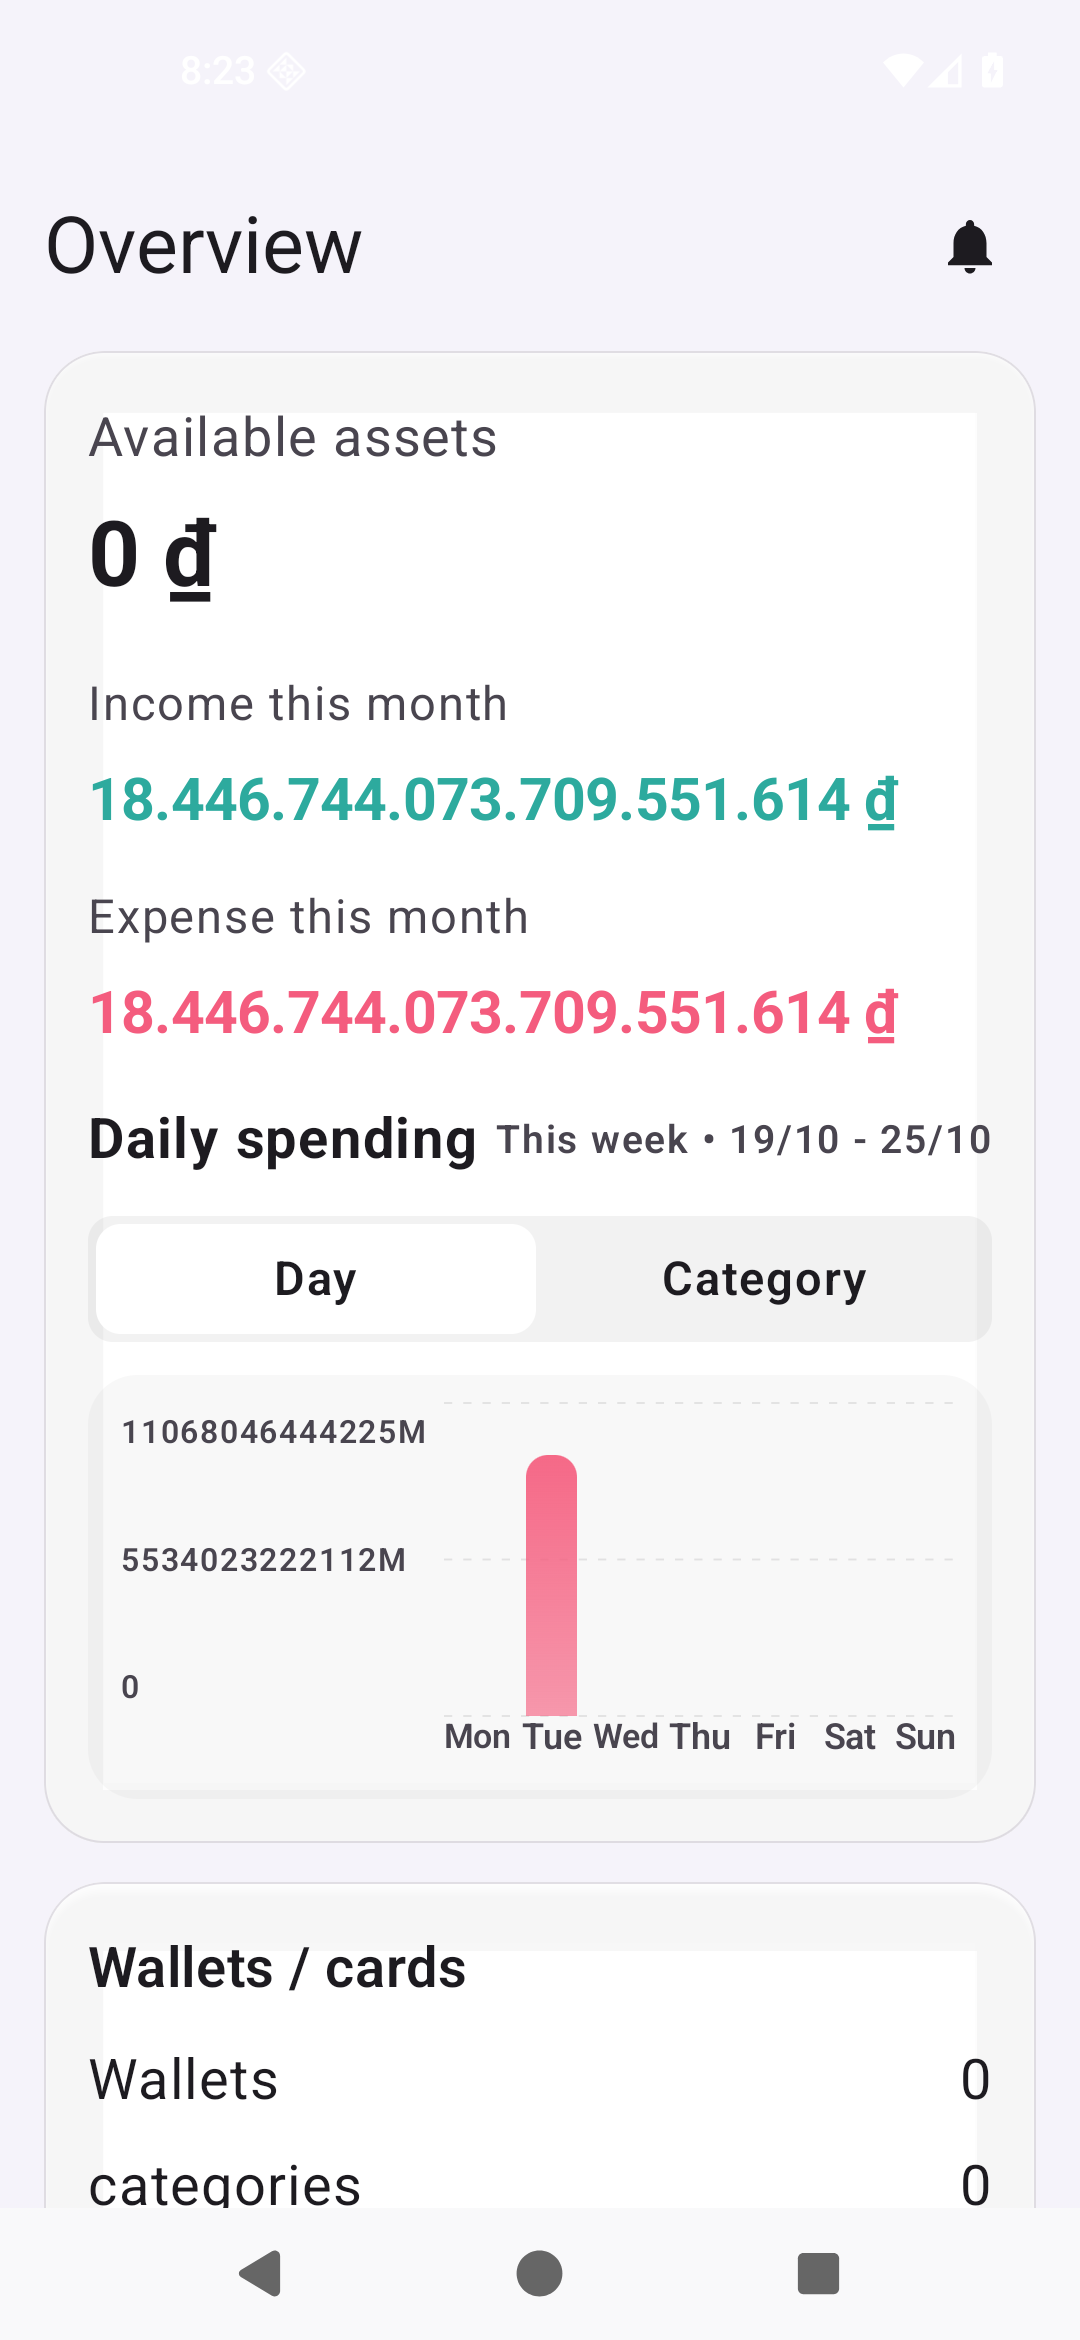 8:23
Overview
Available assets
0 ₫
Income this month
18.446.744.073.709.551.614 ₫
Expense this month
18.446.744.073.709.551.614 ₫
Daily spending This week • 19/10 - 25/10
Day Category
11068046444225M
5534023222112M
0
Mon Tue Wed Thu Fri Sat Sun
Wallets / cards
Wallets 0
categories 0